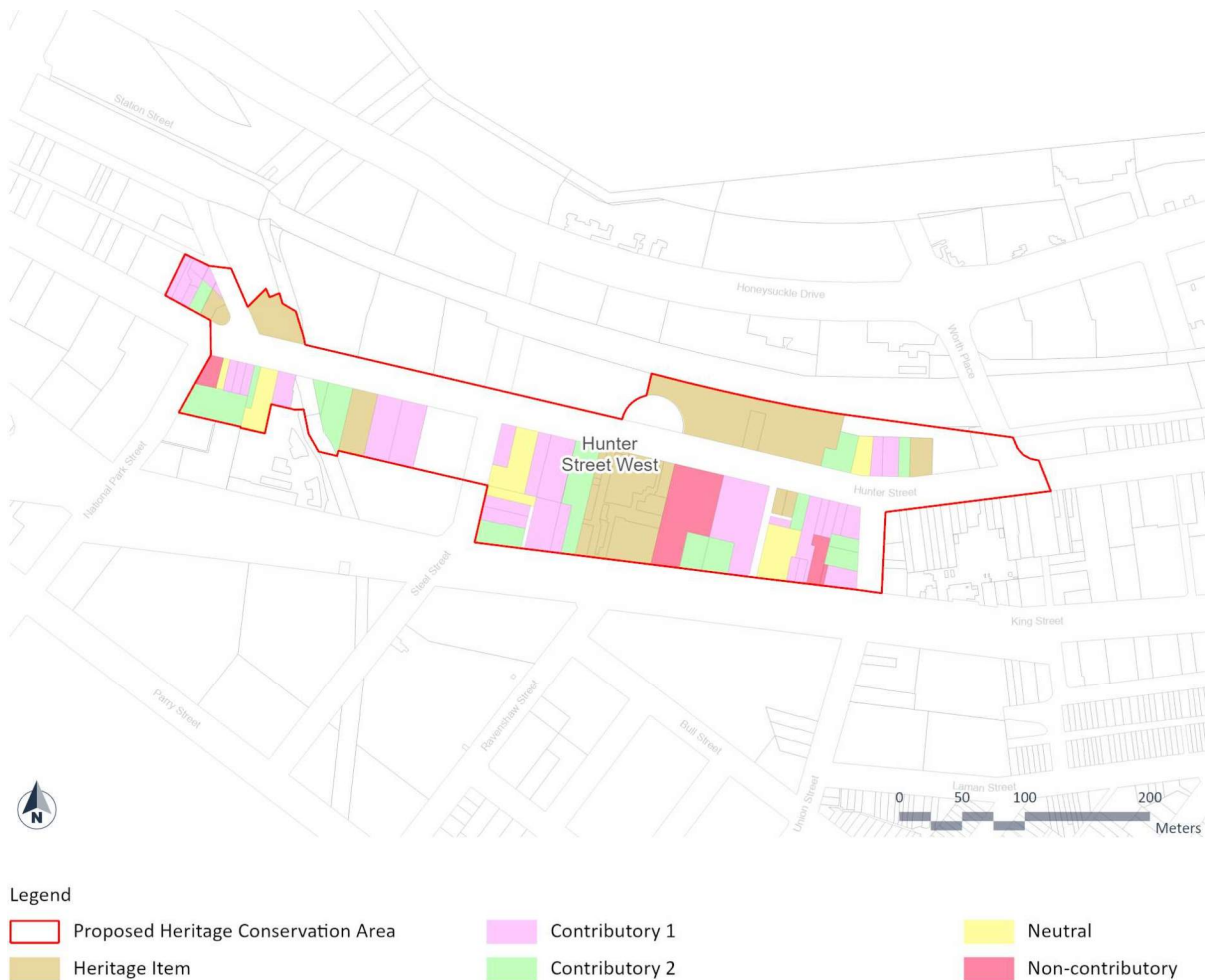 Station Street
Honeysuckle Drive
Worth Place
Hunter
Street West
Hunter Street
National Park Street
Steel Street
King Street
Parry Street
Ravenshaw Street
Bull Street
Union Street
Laman Street
N
0 50 100 200
Meters
Legend
Proposed Heritage Conservation Area
Contributory 1
Neutral
Heritage Item
Contributory 2
Non-contributory